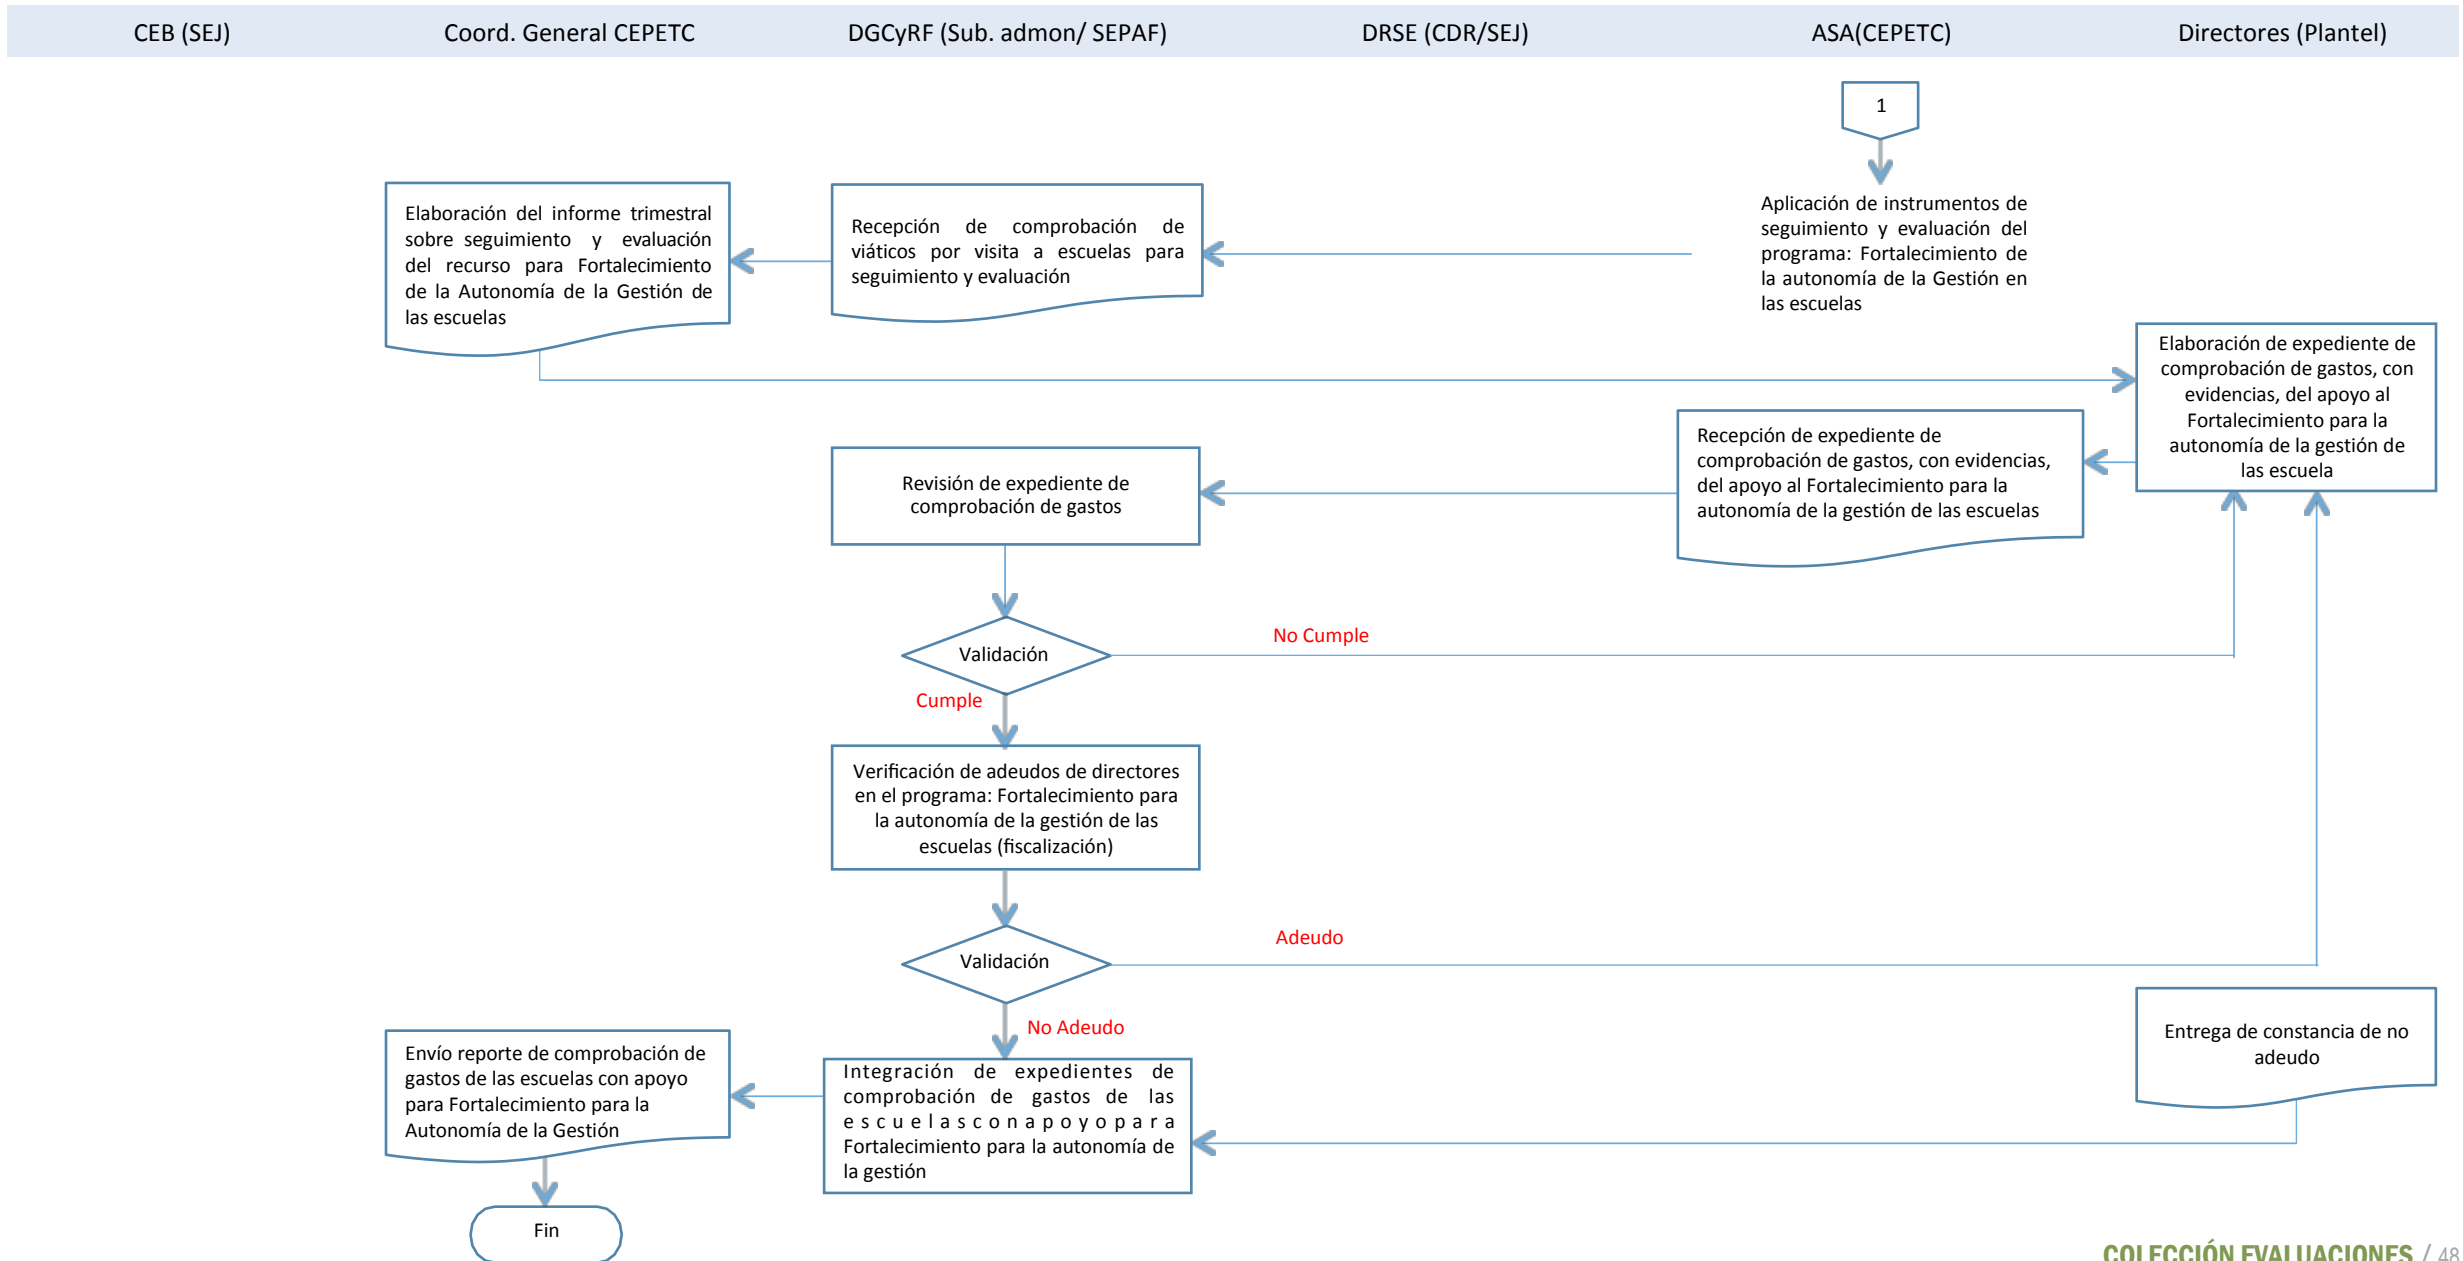 CEB (SEJ)
Coord. General CEPETC
DGCyRF (Sub. admon/ SEPAF)
DRSE (CDR/SEJ)
ASA(CEPETC)
Directores (Plantel)
1
Aplicación de instrumentos de
seguimiento y evaluación del
programa: Fortalecimiento de
la autonomía de la Gestión en
las escuelas
Recepción de comprobación de
viáticos por visita a escuelas para
seguimiento y evaluación
Elaboración del informe trimestral
sobre seguimiento y evaluación
del recurso para Fortalecimiento
de la Autonomía de la Gestión de
las escuelas
Elaboración de expediente de
comprobación de gastos, con
evidencias, del apoyo al
Fortalecimiento para la
autonomía de la gestión de
las escuela
Recepción de expediente de
comprobación de gastos, con evidencias,
del apoyo al Fortalecimiento para la
autonomía de la gestión de las escuelas
Revisión de expediente de
comprobación de gastos
Validación
No Cumple
Cumple
Verificación de adeudos de directores
en el programa: Fortalecimiento para
la autonomía de la gestión de las
escuelas (fiscalización)
Validación
Adeudo
No Adeudo
Entrega de constancia de no
adeudo
Integración de expedientes de
comprobación de gastos de las
e s c u e l a s c o n a p o y o p a r a
Fortalecimiento para la autonomía de
la gestión
Envío reporte de comprobación de
gastos de las escuelas con apoyo
para Fortalecimiento para la
Autonomía de la Gestión
Fin
COLECCIÓN EVALUACIONES / 48